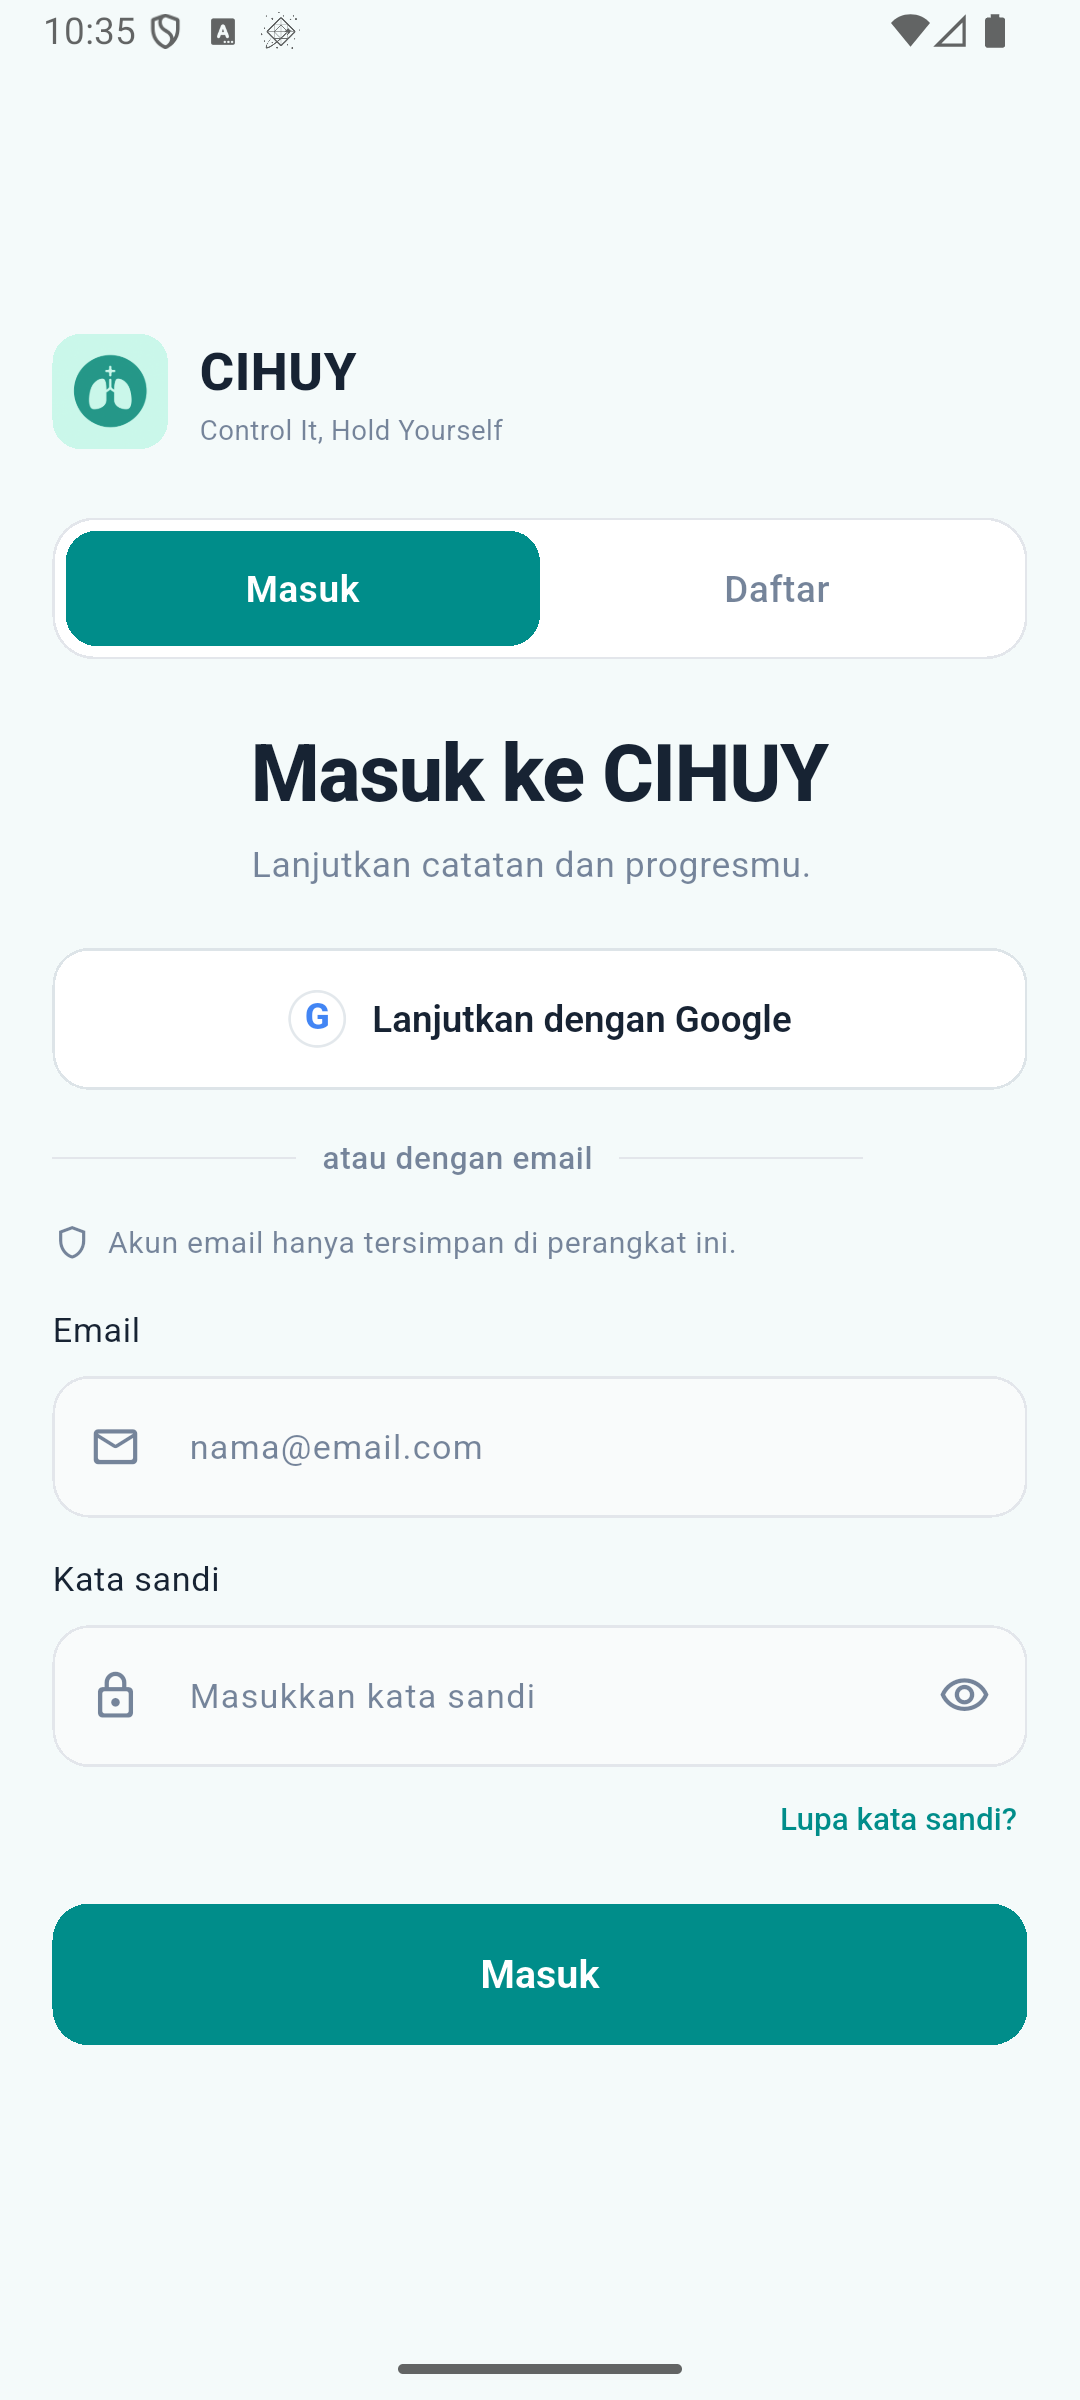 10:35
CIHUY
Control It, Hold Yourself
Masuk
Daftar
Masuk ke CIHUY
Lanjutkan catatan dan progresmu.
G Lanjutkan dengan Google
atau dengan email
Akun email hanya tersimpan di perangkat ini.
Email
nama@email.com
Kata sandi
Masukkan kata sandi
Lupa kata sandi?
Masuk